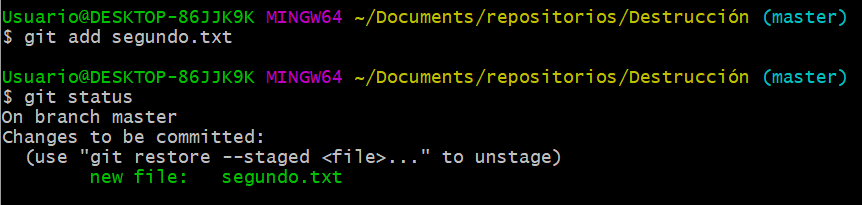 Usuario@DESKTOP-86JJK9K MINGW64 ~/Documents/repositorios/Destrucción (master)
$ git add segundo.txt
Usuario@DESKTOP-86JJK9K MINGW64 ~/Documents/repositorios/Destrucción (master)
$ git status
On branch master
Changes to be committed:
  (use "git restore --staged <file>..." to unstage)
        new file:   segundo.txt